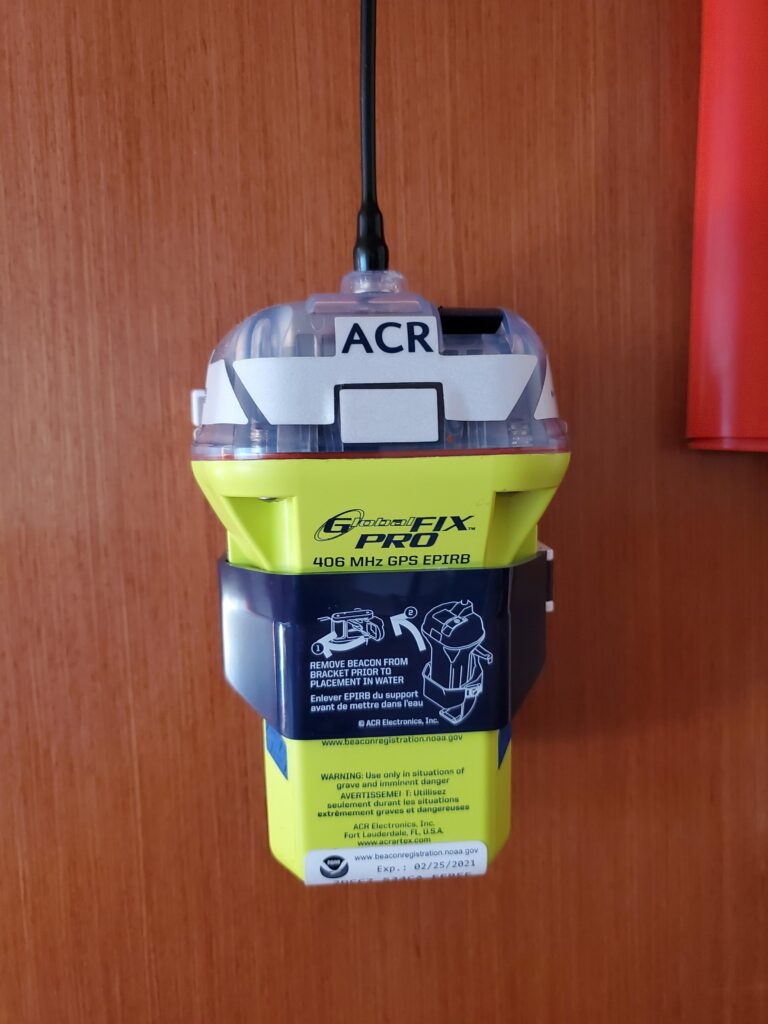 ACR
GlobalFIX™
PRO
406 MHz GPS EPIRB
1
2
REMOVE BEACON FROM
BRACKET PRIOR TO
PLACEMENT IN WATER
Enlever EPIRB du support
avant de mettre dans l'eau
© ACR Electronics, Inc.
www.beaconregistration.noaa.gov
WARNING: Use only in situations of
grave and imminent danger
AVERTISSEMENT: Utilisez
seulement durant les situations
extrêmement graves et dangereuses
ACR Electronics, Inc.
Fort Lauderdale, FL, U.S.A.
www.acrartex.com
www.beaconregistration.noaa.gov
Exp.: 02/25/2021